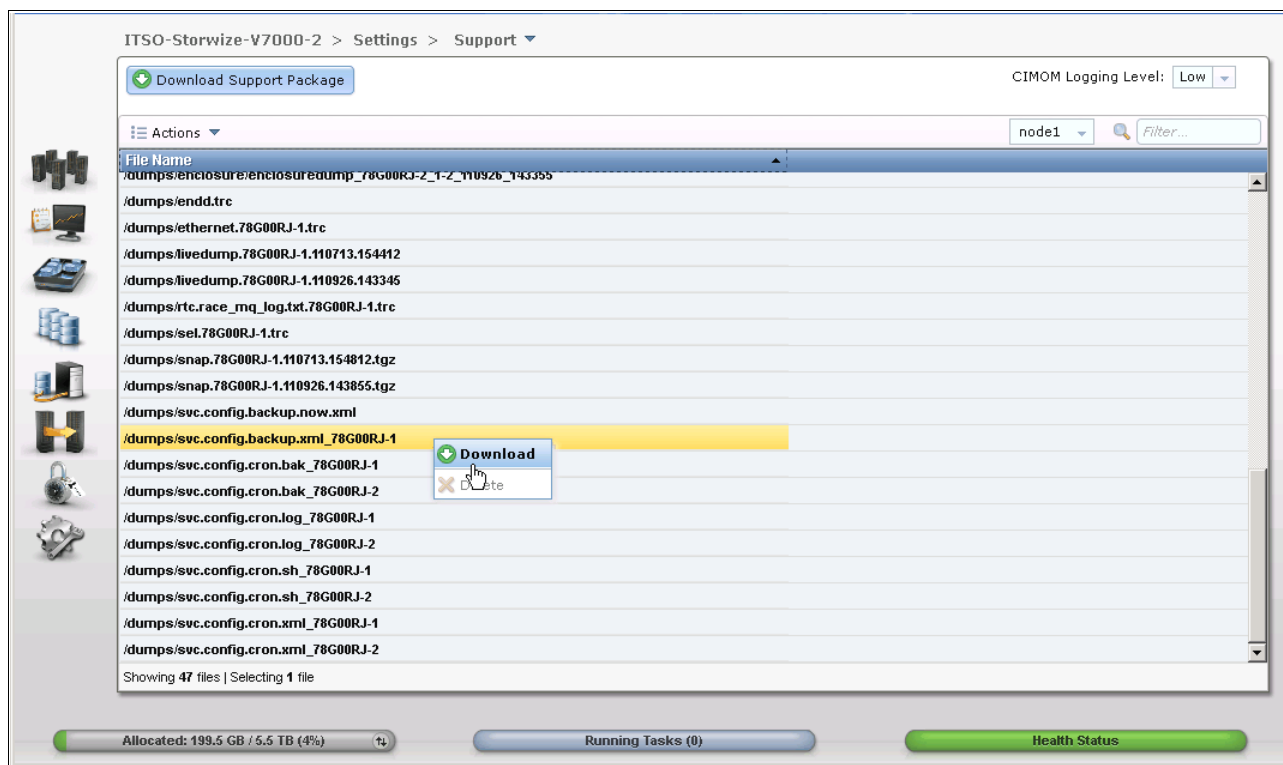 ITSO-Storwize-V7000-2 > Settings > Support
Download Support Package
CIMOM Logging Level: Low
Actions
node1
Filter...
File Name
/dumps/enclosure/enclosuredump_78G00RJ-2_1-2_110926_143355
/dumps/endd.trc
/dumps/ethernet.78G00RJ-1.trc
/dumps/livedump.78G00RJ-1.110713.154412
/dumps/livedump.78G00RJ-1.110926.143345
/dumps/rtc.race_mq_log.txt.78G00RJ-1.trc
/dumps/sel.78G00RJ-1.trc
/dumps/snap.78G00RJ-1.110713.154812.tgz
/dumps/snap.78G00RJ-1.110926.143855.tgz
/dumps/svc.config.backup.now.xml
/dumps/svc.config.backup.xml_78G00RJ-1
Download
/dumps/svc.config.cron.bak_78G00RJ-1
Delete
/dumps/svc.config.cron.bak_78G00RJ-2
/dumps/svc.config.cron.log_78G00RJ-1
/dumps/svc.config.cron.log_78G00RJ-2
/dumps/svc.config.cron.sh_78G00RJ-1
/dumps/svc.config.cron.sh_78G00RJ-2
/dumps/svc.config.cron.xml_78G00RJ-1
/dumps/svc.config.cron.xml_78G00RJ-2
Showing 47 files | Selecting 1 file
Allocated: 199.5 GB / 5.5 TB (4%)
Running Tasks (0)
Health Status